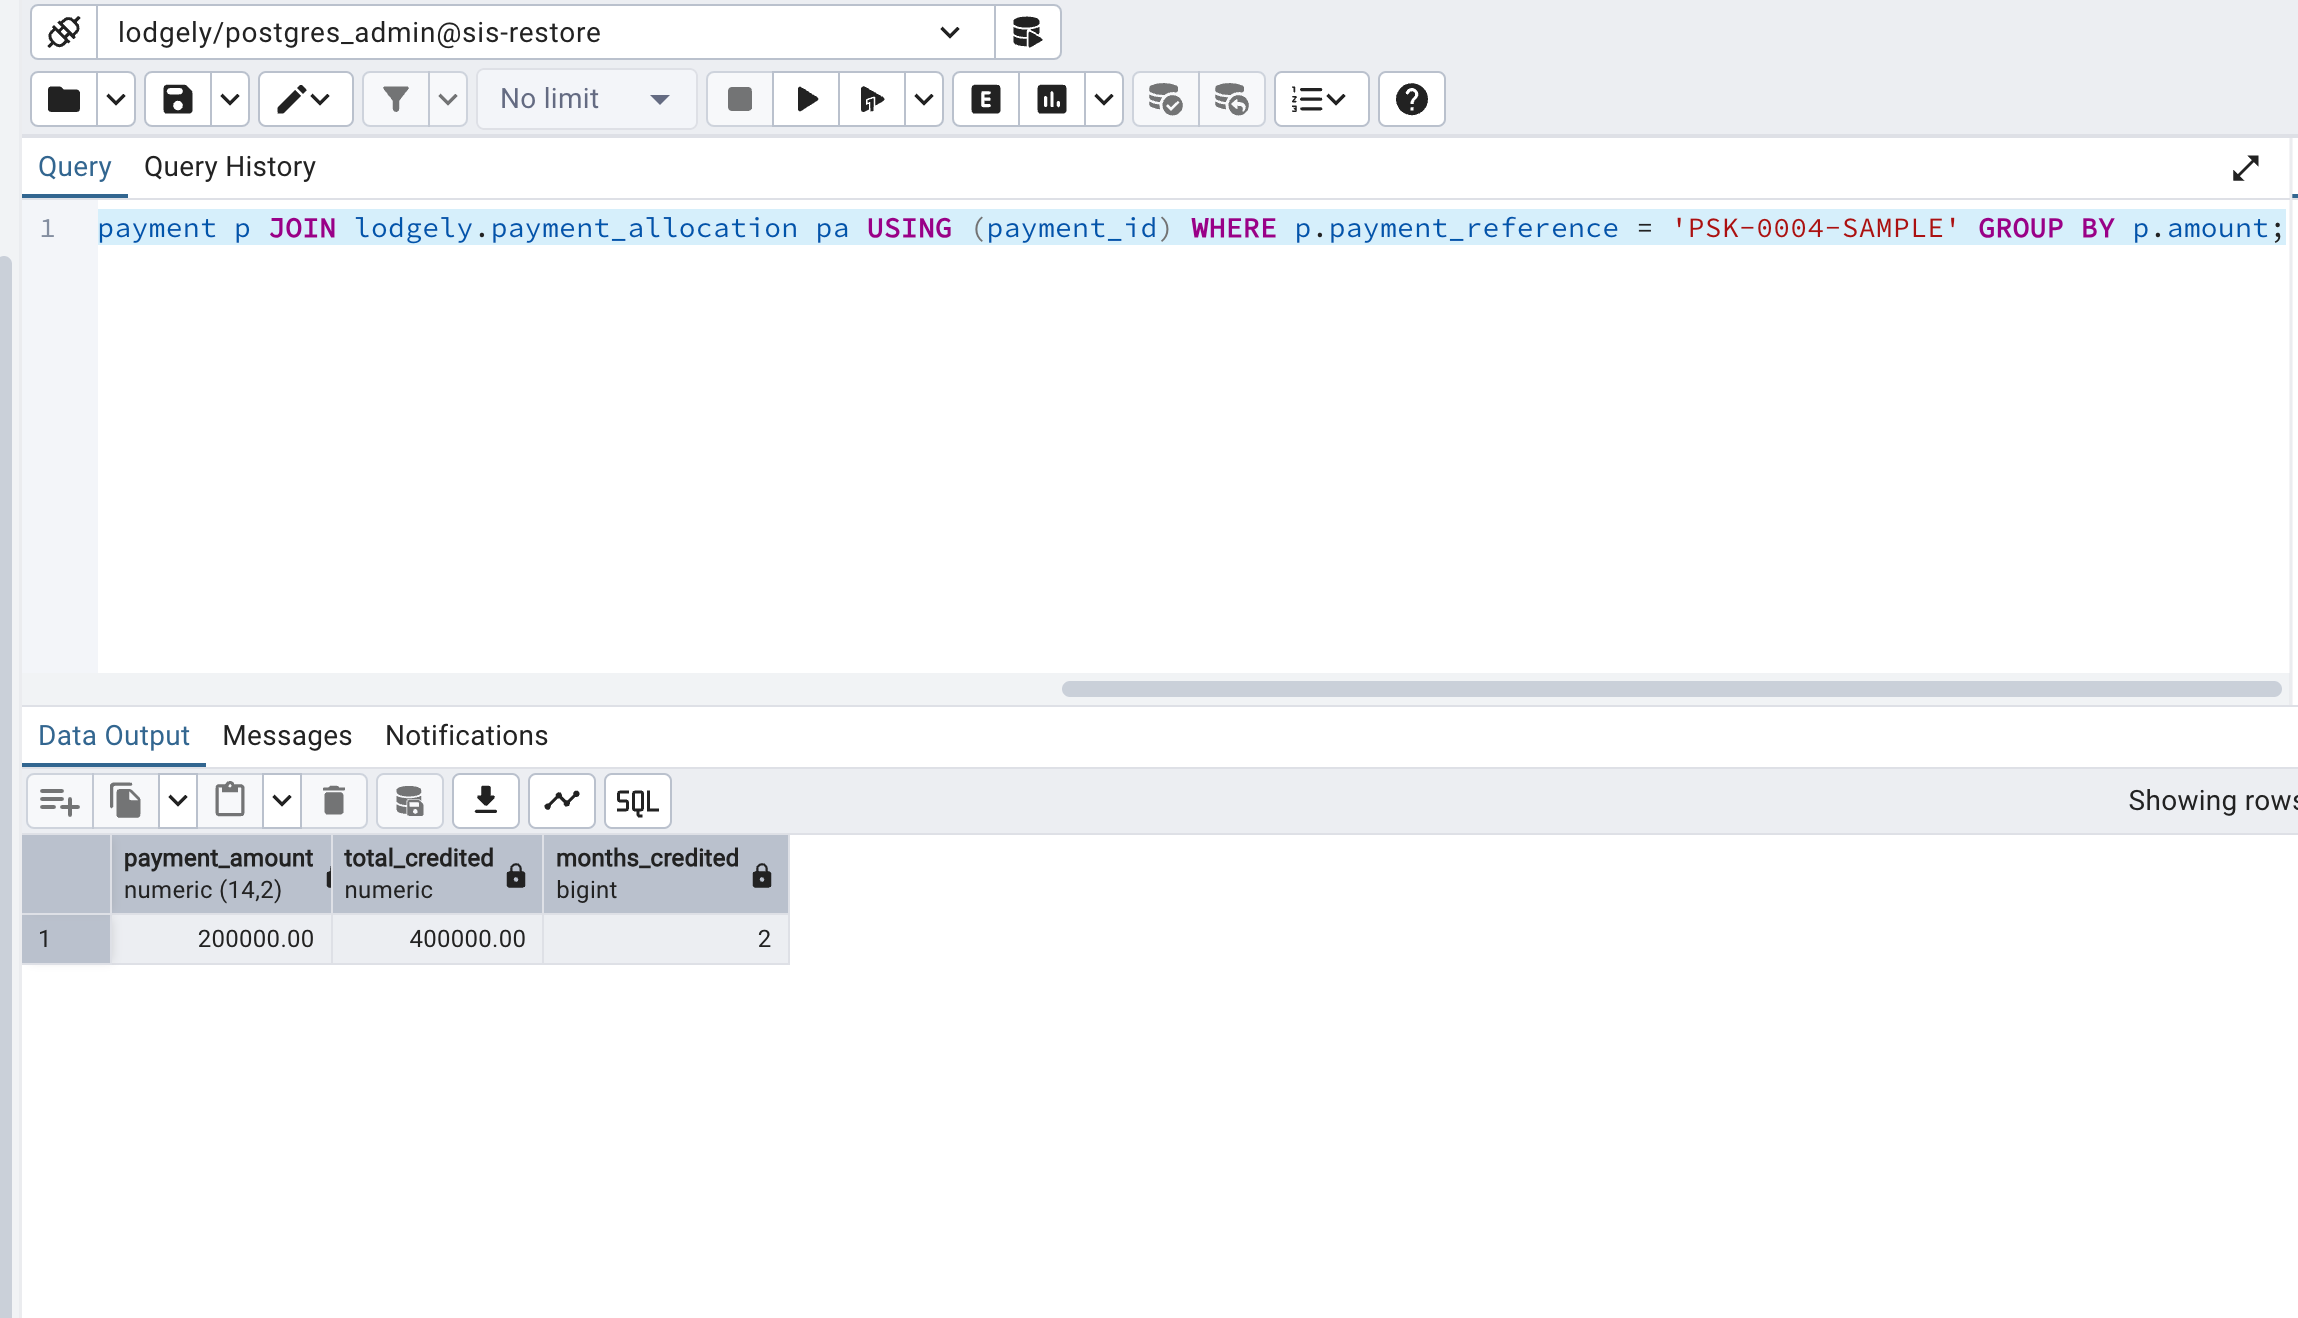 lodgely/postgres_admin@sis-restore
No limit
Query Query History
1 payment p JOIN lodgely.payment_allocation pa USING (payment_id) WHERE p.payment_reference = 'PSK-0004-SAMPLE' GROUP BY p.amount;
Data Output Messages Notifications
SQL
Showing rows
payment_amount total_credited months_credited
numeric (14,2) numeric bigint
1 200000.00 400000.00 2